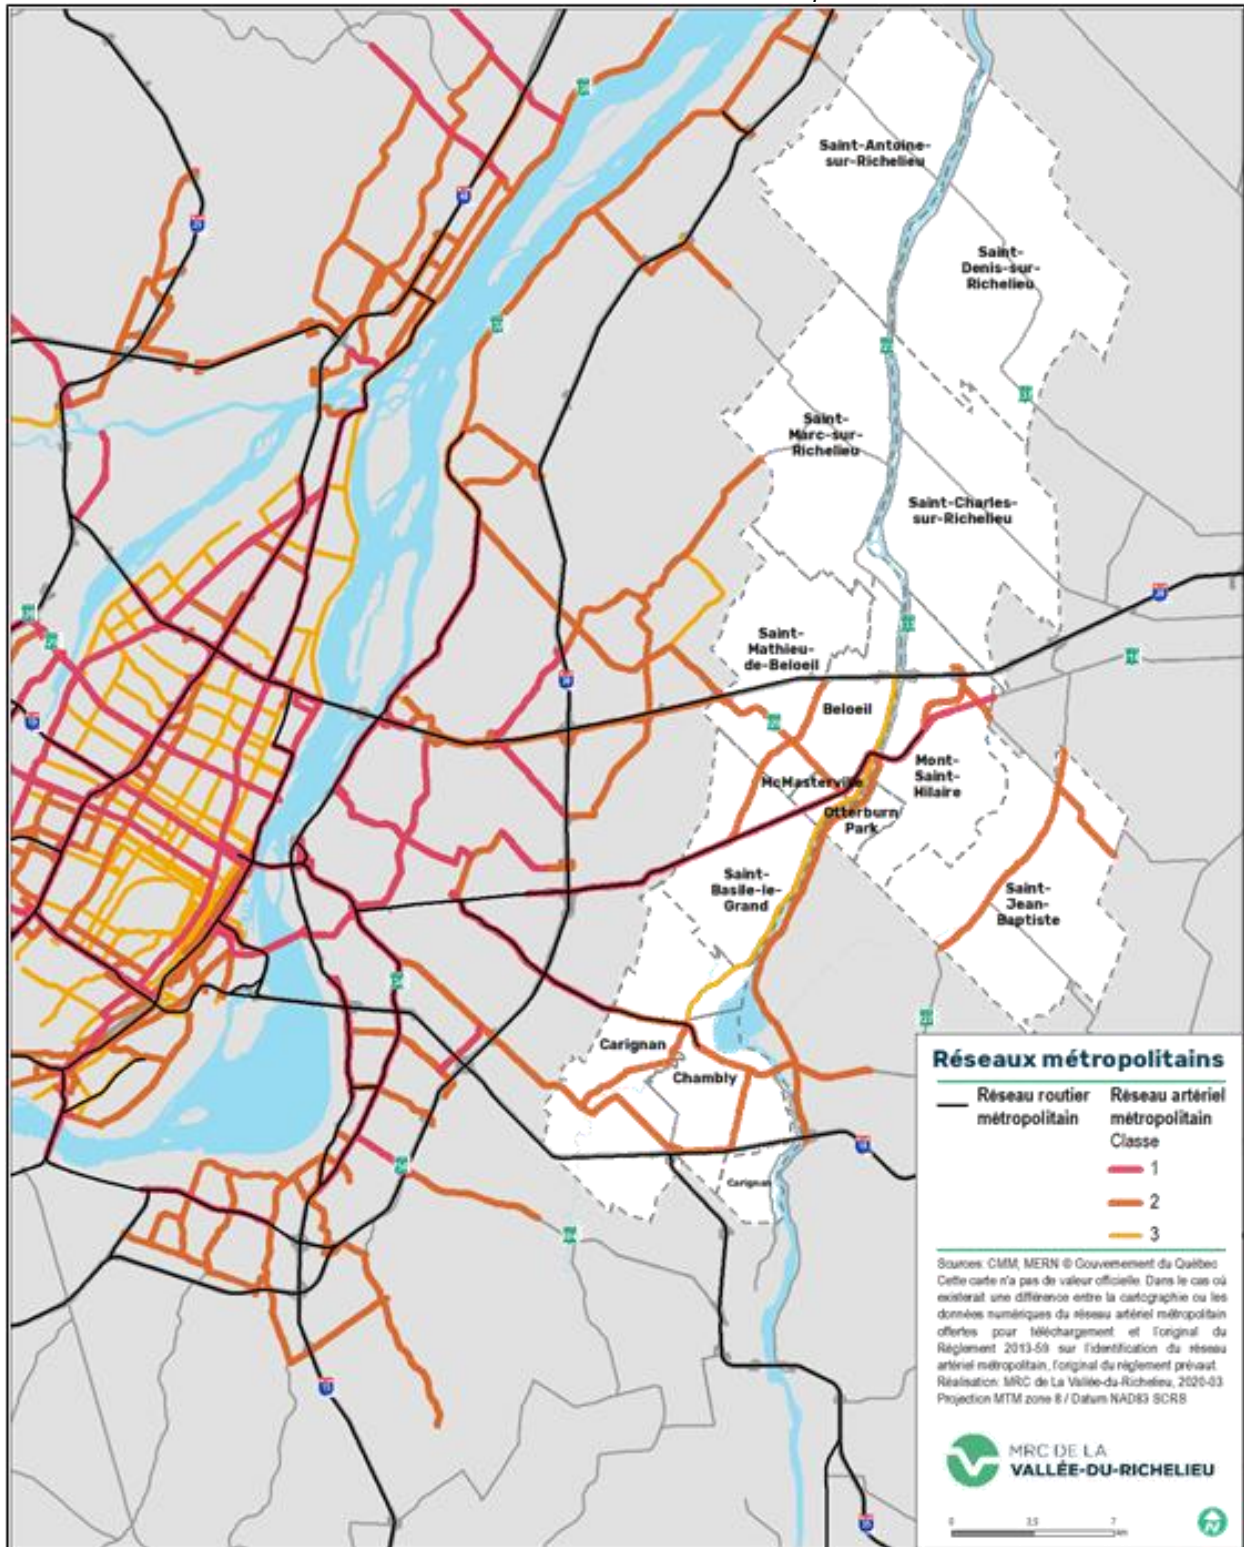 Saint-Antoine-
sur-Richelieu
Saint-
Denis-sur-
Richelieu
Saint-
Marc-sur-
Richelieu
Saint-Charles-
sur-Richelieu
Saint-
Mathieu-
de-Beloeil
Beloeil
McMasterville
Mont-
Saint-
Hilaire
Otterburn
Park
Saint-
Basile-le-
Grand
Saint-
Jean-
Baptiste
Carignan
Chambly
Carignan
Réseaux métropolitains
Réseau routier
métropolitain
Réseau artériel
métropolitain
Classe
1
2
3
Sources: CMM, MERN © Gouvernement du Québec
Cette carte n'a pas de valeur officielle. Dans le cas où
existerait une différence entre la cartographie ou les
données numériques du réseau artériel métropolitain
offertes pour téléchargement et l'original du
Règlement 2013-59 sur l'identification du réseau
artériel métropolitain, l'original du règlement prévaut.
Réalisation: MRC de La Vallée-du-Richelieu, 2020-03
Projection MTM zone 8 / Datum NAD83 SCRS
MRC DE LA
VALLÉE-DU-RICHELIEU
0 3,5 7
km